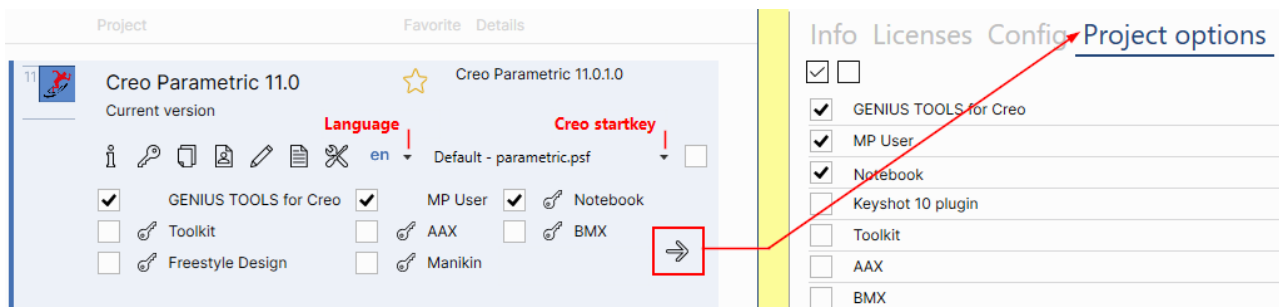 Project Favorite Details
11 Creo Parametric 11.0 Creo Parametric 11.0.1.0
Current version
Language Creo startkey
en Default - parametric.psf
GENIUS TOOLS for Creo MP User Notebook
Toolkit AAX BMX
Freestyle Design Manikin
Info Licenses Config Project options
GENIUS TOOLS for Creo
MP User
Notebook
Keyshot 10 plugin
Toolkit
AAX
BMX